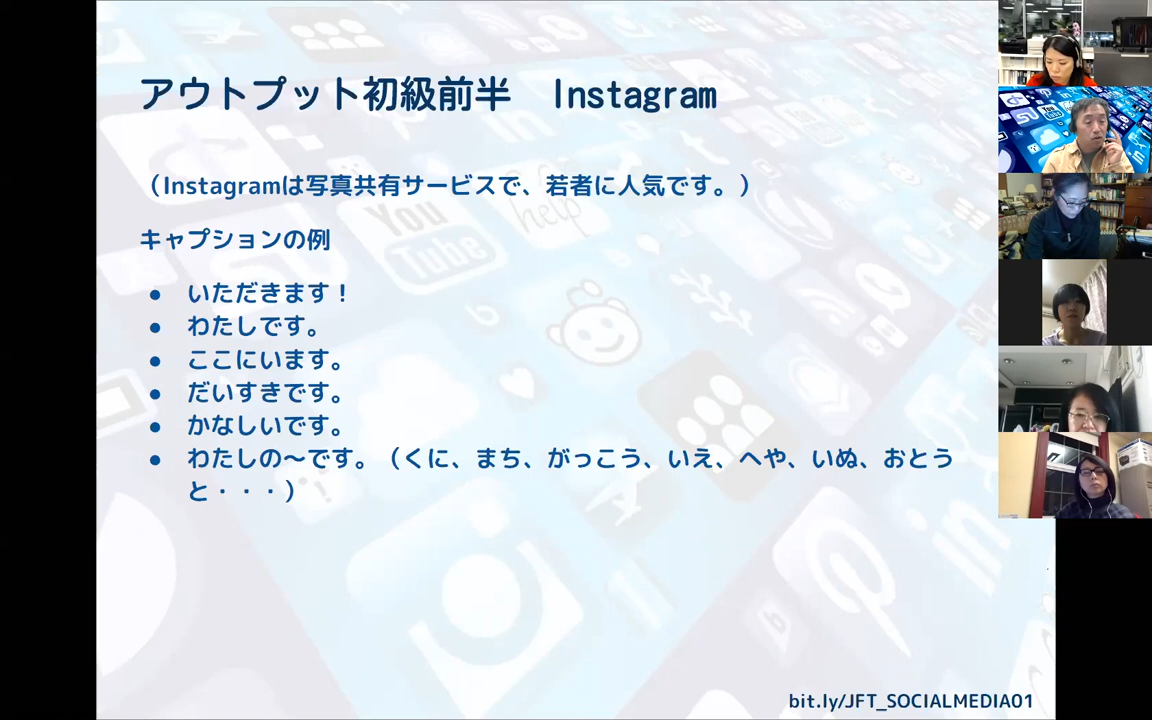 アウトプット初級前半　Instagram
（Instagramは写真共有サービスで、若者に人気です。）
キャプションの例
● いただきます！
● わたしです。
● ここにいます。
● だいすきです。
● かなしいです。
● わたしの～です。（くに、まち、がっこう、いえ、へや、いぬ、おとう
と・・・）
You
Tube
help
in
bit.ly/JFT_SOCIALMEDIA01